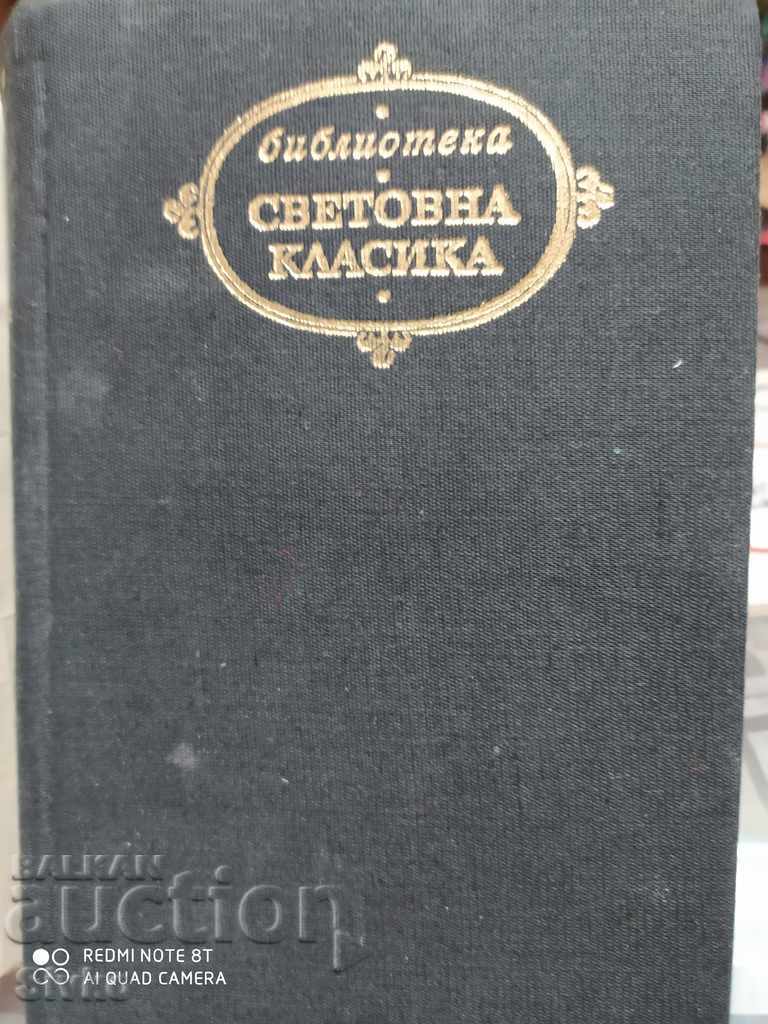 библиотека
СВЕТОВНА
КЛАСИКА
BALKAN
auction
REDMI NOTE 8T
AI QUAD CAMERA